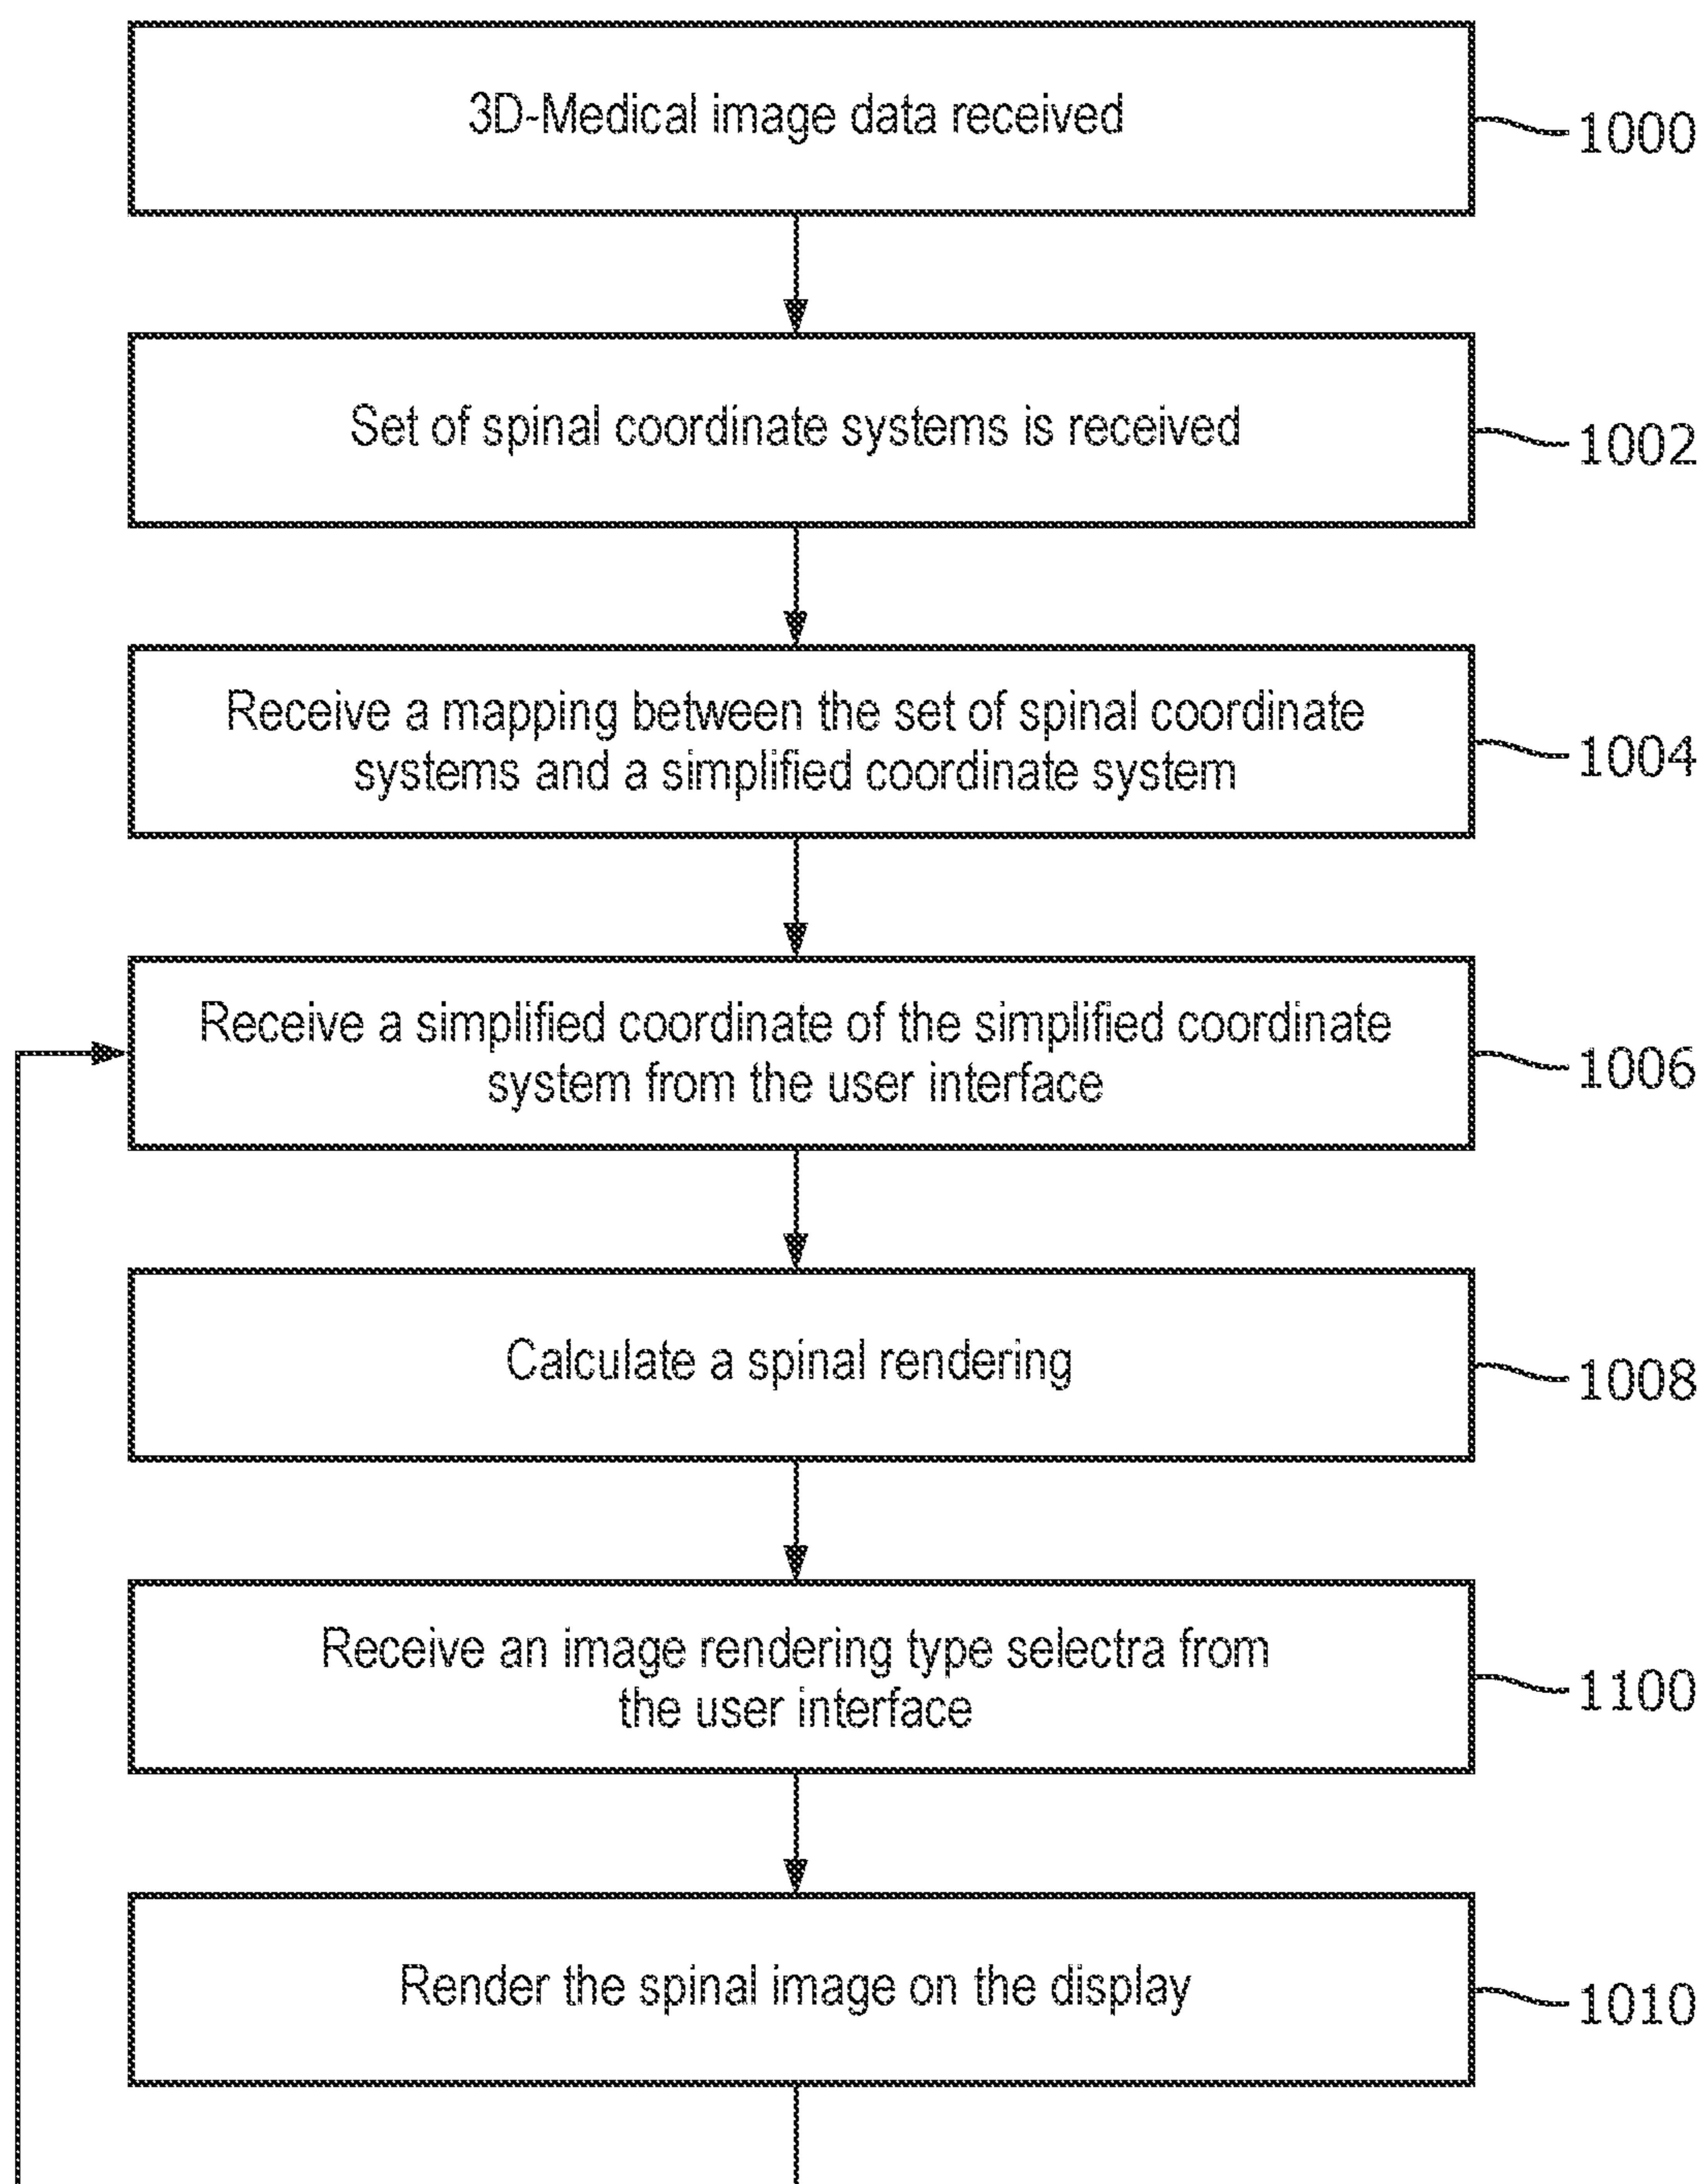 3D-Medical image data received
1000
Set of spinal coordinate systems is received
1002
Receive a mapping between the set of spinal coordinate
systems and a simplified coordinate system
1004
Receive a simplified coordinate of the simplified coordinate
system from the user interface
1006
Calculate a spinal rendering
1008
Receive an image rendering type selectra from
the user interface
1100
Render the spinal image on the display
1010